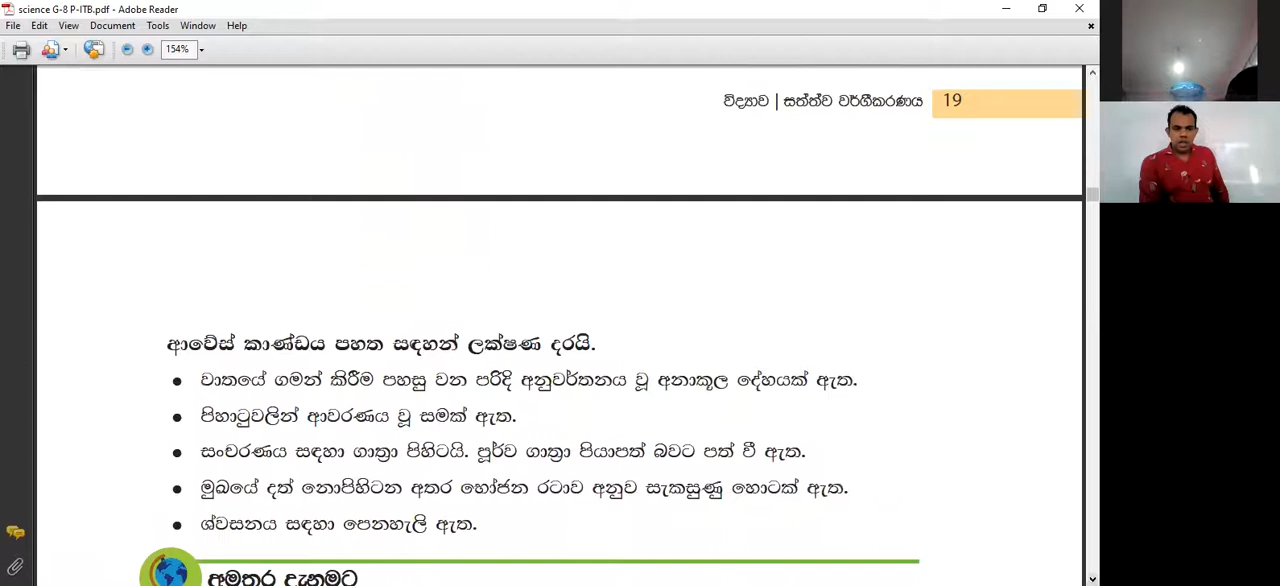 science G-8 P-ITB.pdf - Adobe Reader
File Edit View Document Tools Window Help
154%
විද්‍යාව | සත්ත්ව වර්ගීකරණය 19
ආවේස් කාණ්ඩය පහත සඳහන් ලක්ෂණ දරයි.
• වාතයේ ගමන් කිරීම පහසු වන පරිදි අනුවර්තනය වූ අනාකූල දේහයක් ඇත.
• පිහාටුවලින් ආවරණය වූ සමක් ඇත.
• සංචරණය සඳහා ගාත්‍රා පිහිටයි. පූර්ව ගාත්‍රා පියාපත් බවට පත් වී ඇත.
• මුඛයේ දත් නොපිහිටන අතර භෝජන රටාව අනුව සැකසුණු හොටක් ඇත.
• ශ්වසනය සඳහා පෙනහැලි ඇත.
අමතර දැනුමට